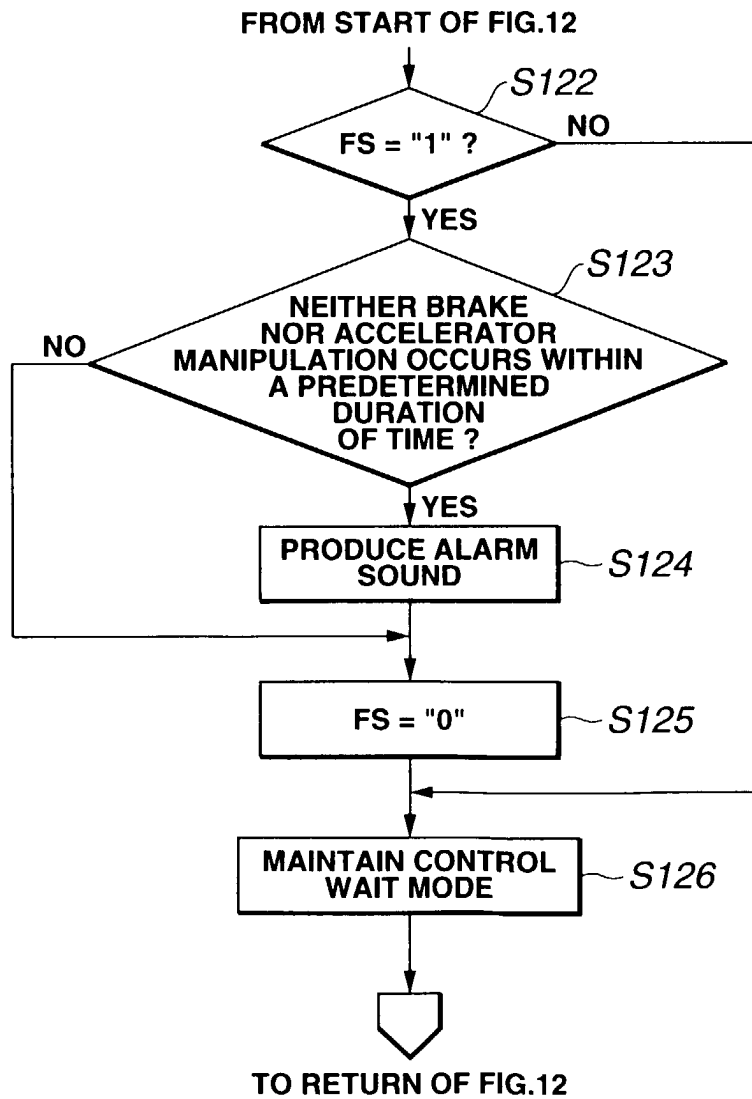 FROM START OF FIG.12
S122
FS = "1" ?
NO
YES
S123
NEITHER BRAKE
NOR ACCELERATOR
MANIPULATION OCCURS WITHIN
A PREDETERMINED
DURATION
OF TIME ?
NO
YES
PRODUCE ALARM
SOUND
S124
FS = "0"
S125
MAINTAIN CONTROL
WAIT MODE
S126
TO RETURN OF FIG.12